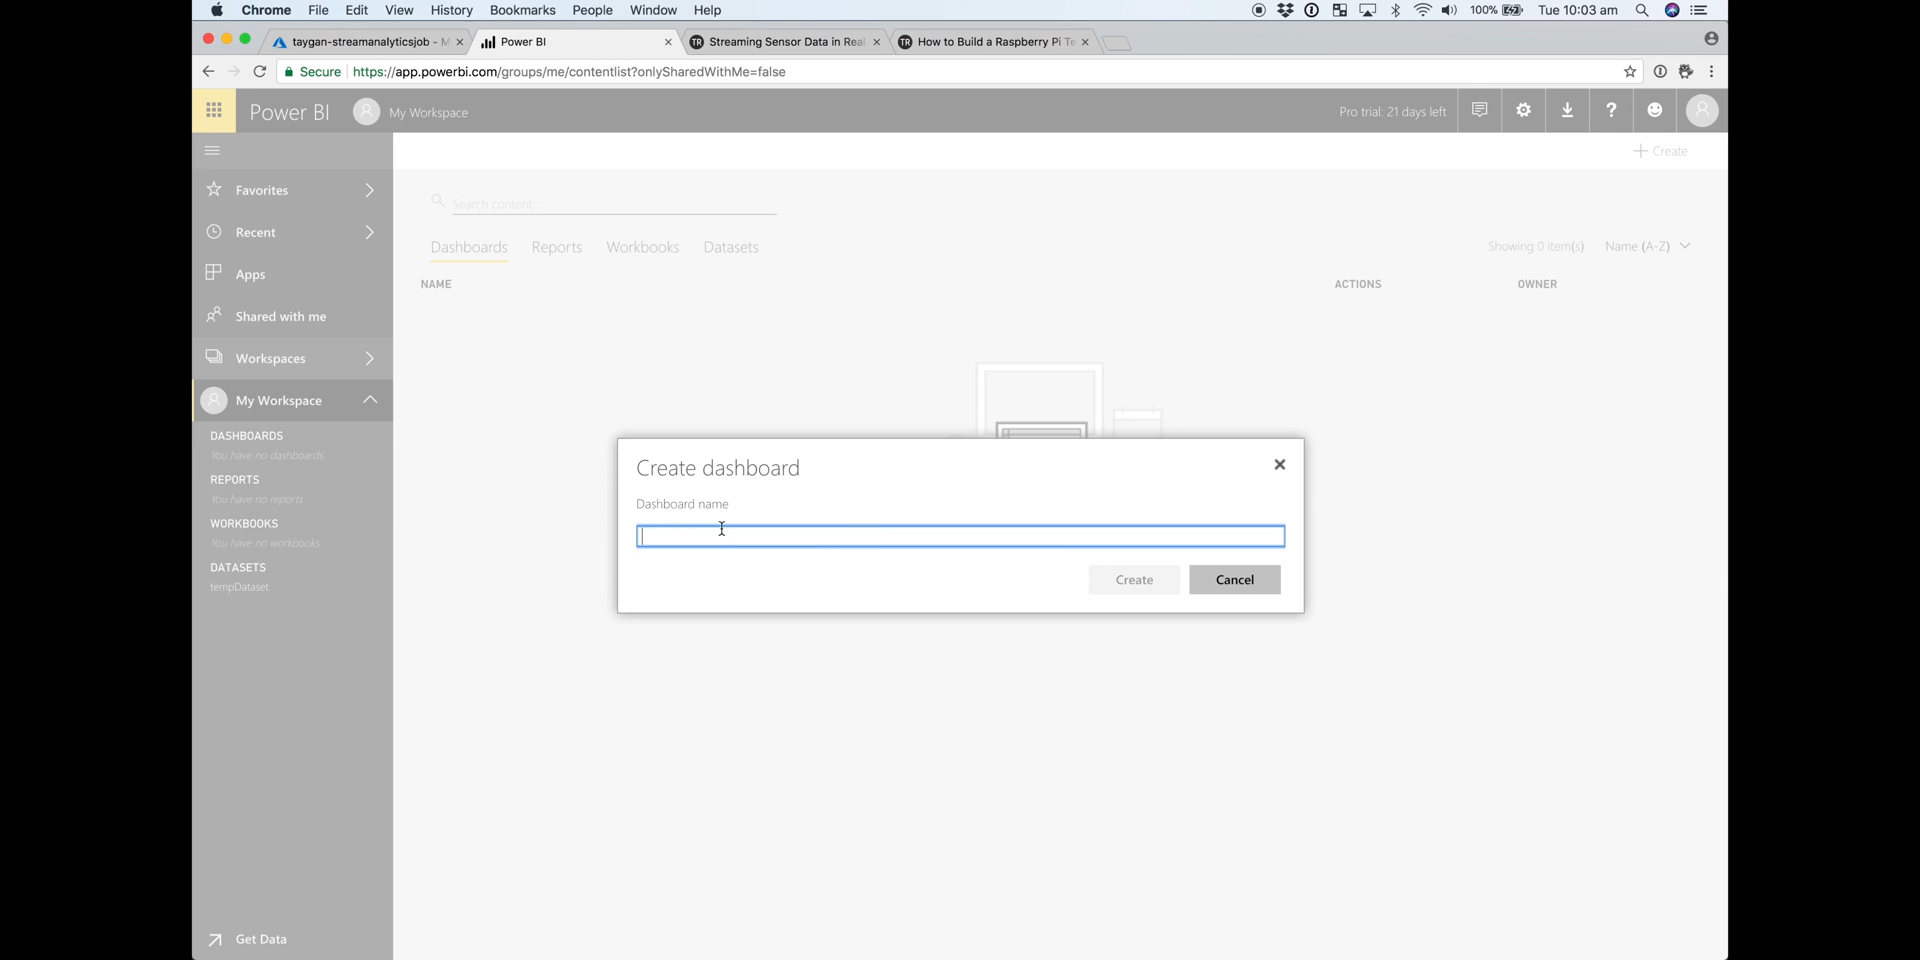 Chrome File Edit View History Bookmarks People Window Help 100% Tue 10:03 am
taygan-streamanalyticsjob - M Power BI TR Streaming Sensor Data in Real TR How to Build a Raspberry Pi Te
Secure https://app.powerbi.com/groups/me/contentlist?onlySharedWithMe=false
Power BI My Workspace Pro trial: 21 days left ?
Create
Favorites
Search content
Recent
Dashboards Reports Workbooks Datasets Showing 0 item(s) Name (A-Z)
Apps
NAME ACTIONS OWNER
Shared with me
Workspaces
My Workspace
DASHBOARDS
You have no dashboards
REPORTS
You have no reports
WORKBOOKS
You have no workbooks
DATASETS
tempDataset
Create dashboard
Dashboard name
Create Cancel
Get Data